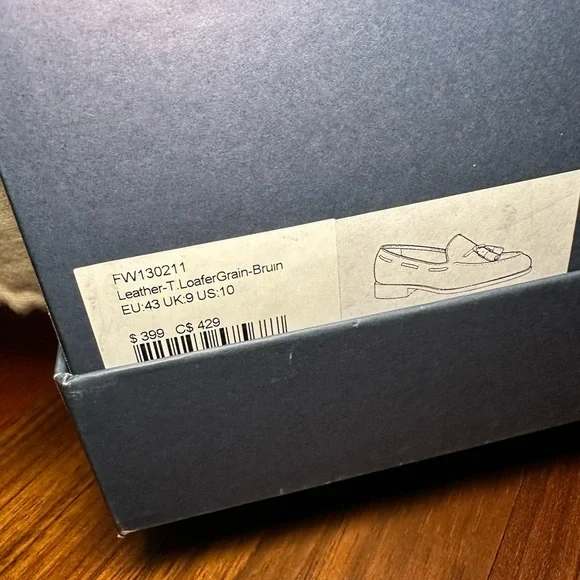 FW130211
Leather-T.LoaferGrain-Bruin
EU:43 UK:9 US:10
$ 399 C$ 429